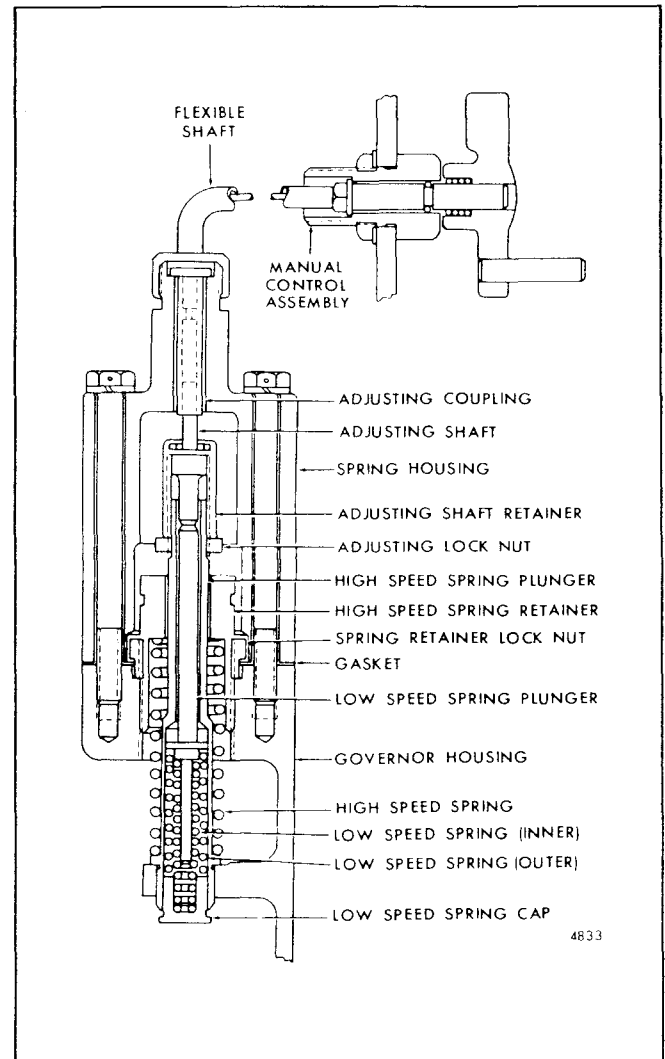 FLEXIBLE
SHAFT
MANUAL
CONTROL
ASSEMBLY
ADJUSTING COUPLING
ADJUSTING SHAFT
SPRING HOUSING
ADJUSTING SHAFT RETAINER
ADJUSTING LOCK NUT
HIGH SPEED SPRING PLUNGER
HIGH SPEED SPRING RETAINER
SPRING RETAINER LOCK NUT
GASKET
LOW SPEED SPRING PLUNGER
GOVERNOR HOUSING
HIGH SPEED SPRING
LOW SPEED SPRING (INNER)
LOW SPEED SPRING (OUTER)
LOW SPEED SPRING CAP
4833